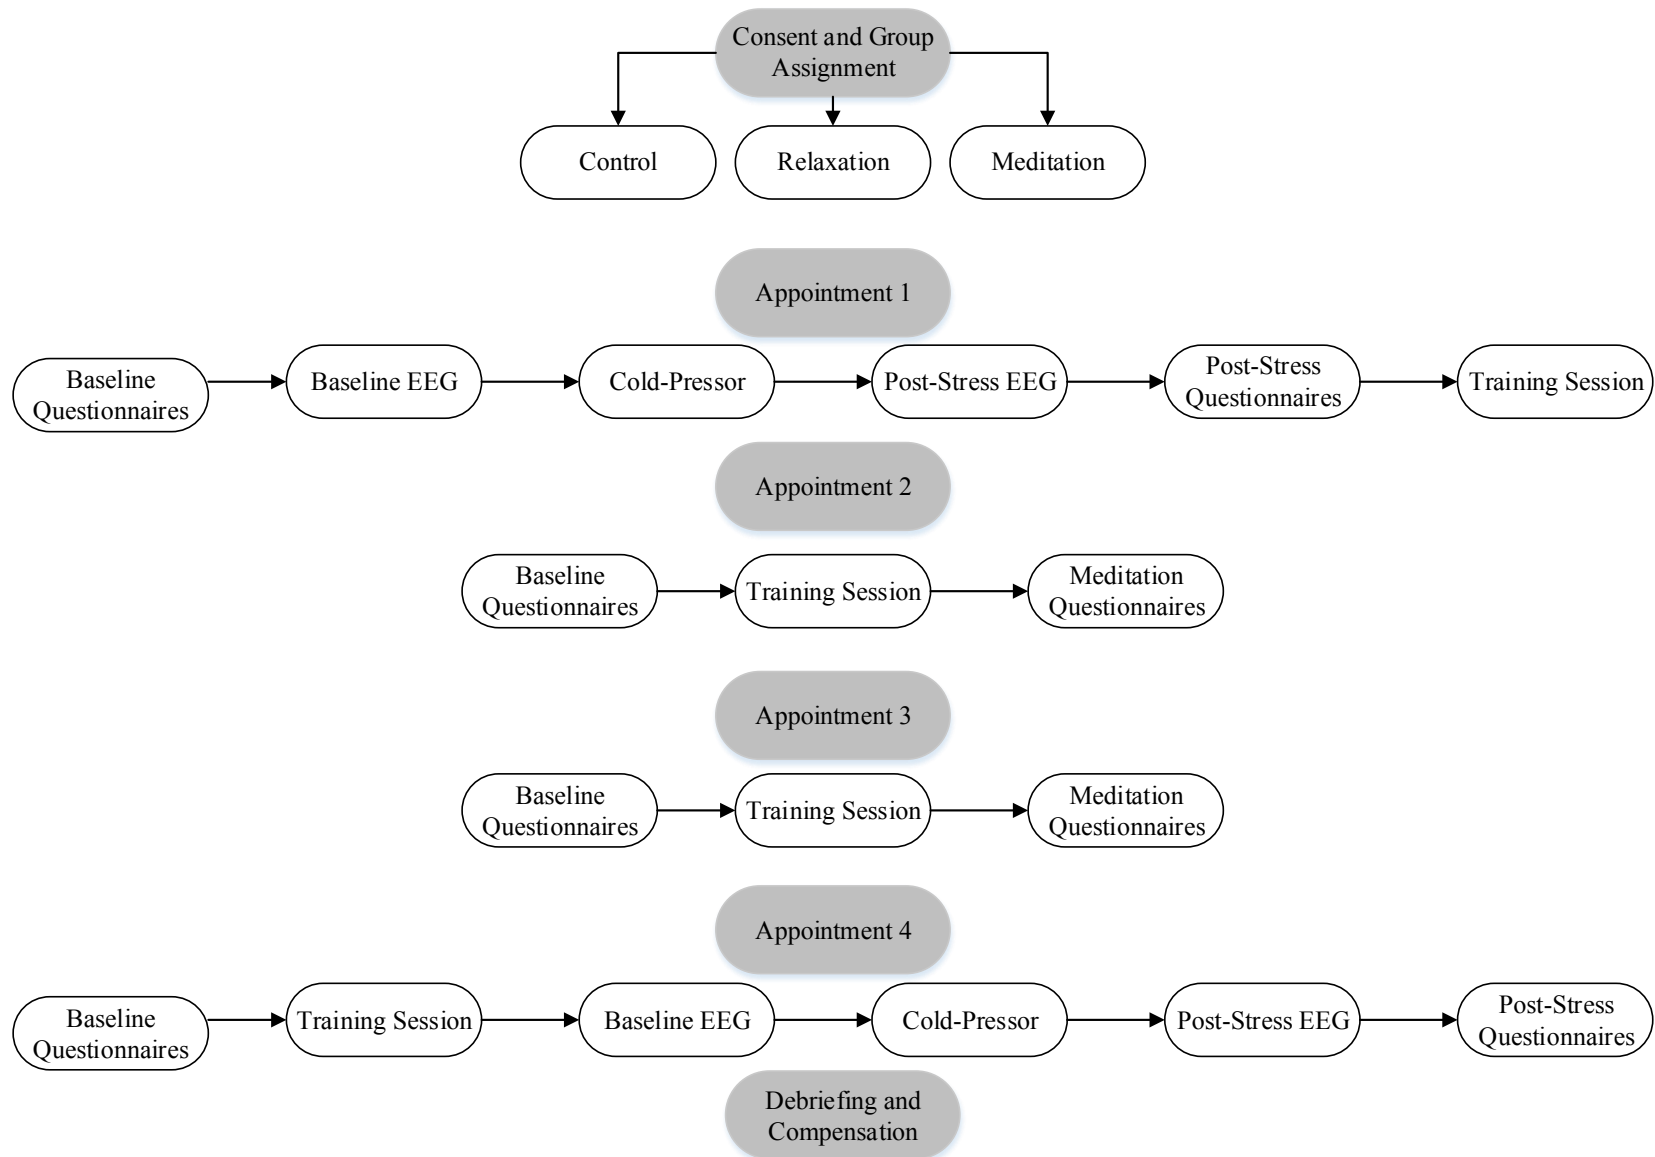 Consent and Group
Assignment
Control
Relaxation
Meditation
Appointment 1
Baseline
Questionnaires
Baseline EEG
Cold-Pressor
Post-Stress EEG
Post-Stress
Questionnaires
Training Session
Appointment 2
Baseline
Questionnaires
Training Session
Meditation
Questionnaires
Appointment 3
Baseline
Questionnaires
Training Session
Meditation
Questionnaires
Appointment 4
Baseline
Questionnaires
Training Session
Baseline EEG
Cold-Pressor
Post-Stress EEG
Post-Stress
Questionnaires
Debriefing and
Compensation